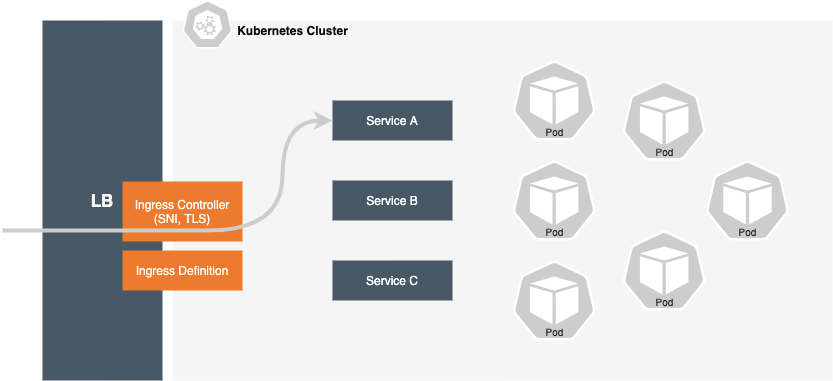 Kubernetes Cluster
LB
Ingress Controller
(SNI, TLS)
Ingress Definition
Service A
Service B
Service C
Pod
Pod
Pod
Pod
Pod
Pod